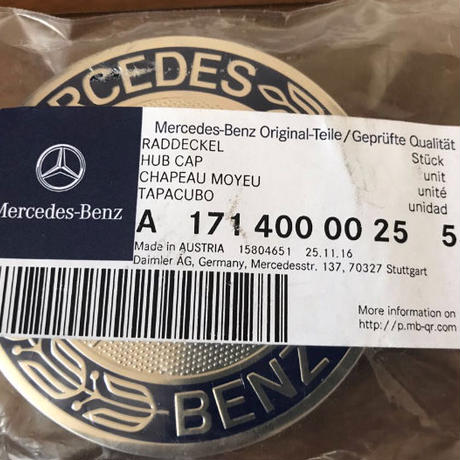 MERCEDES
Mercedes-Benz Original-Teile/Geprüfte Qualität
RADDECKEL Stück
HUB CAP unit
CHAPEAU MOYEU unité
TAPACUBO unidad
Mercedes-Benz
A 171 400 00 25 5
Made in AUSTRIA 15804651 25.11.16
Daimler AG, Germany, Mercedesstr. 137, 70327 Stuttgart
More information on
http://p.mb-qr.com
BENZ